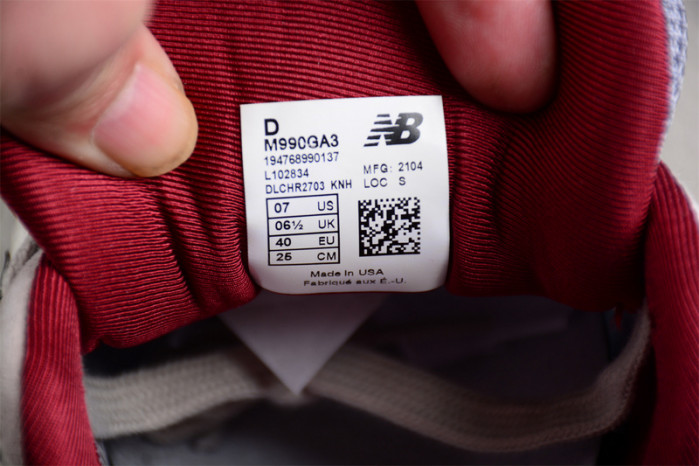 D
M990GA3
194768990137
L102834
DLCHR2703 KNH
NB
MFG: 2104
LOC S
07 US
06½ UK
40 EU
25 CM
Made In USA
Fabriqué aux É.-U.